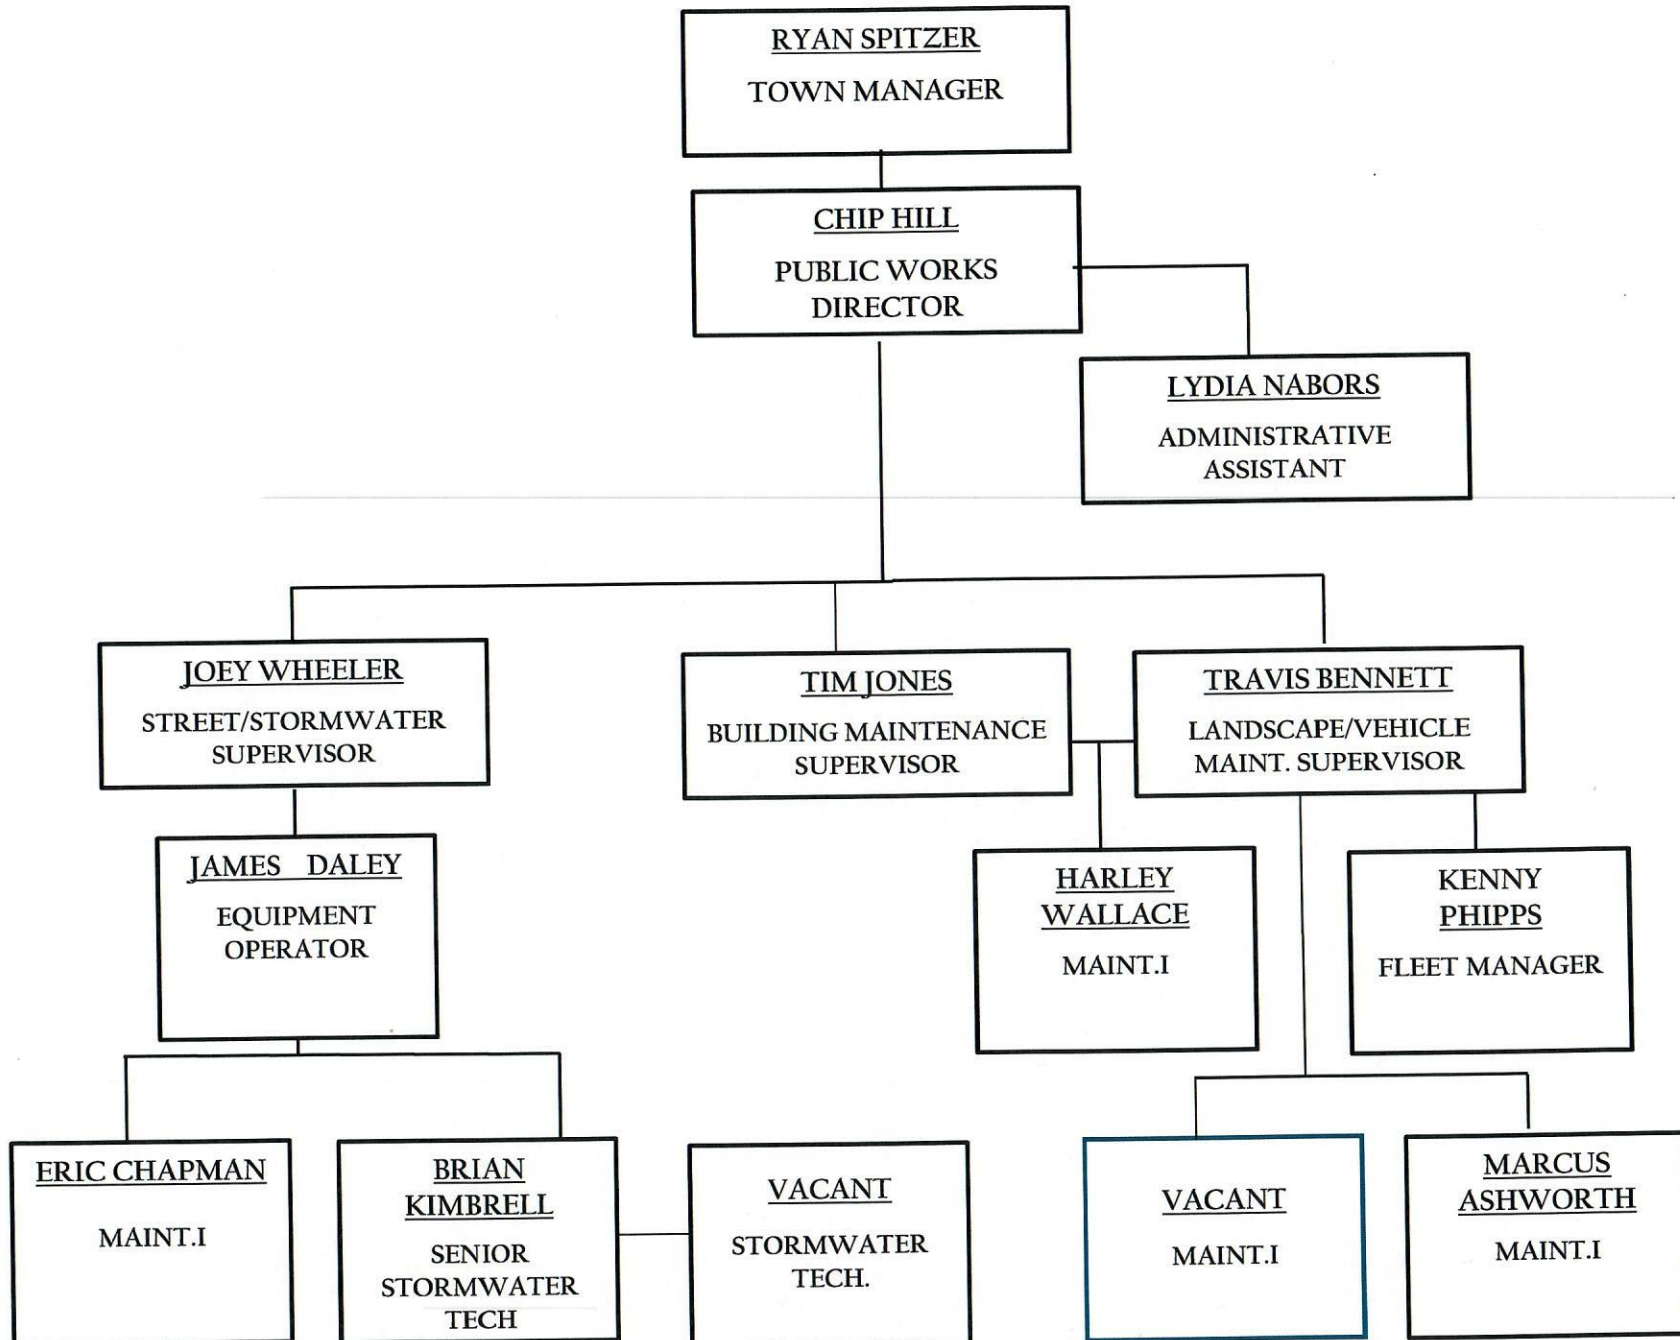 RYAN SPITZER
TOWN MANAGER
CHIP HILL
PUBLIC WORKS
DIRECTOR
LYDIA NABORS
ADMINISTRATIVE
ASSISTANT
JOEY WHEELER
STREET/STORMWATER
SUPERVISOR
TIM JONES
BUILDING MAINTENANCE
SUPERVISOR
TRAVIS BENNETT
LANDSCAPE/VEHICLE
MAINT. SUPERVISOR
JAMES DALEY
EQUIPMENT
OPERATOR
HARLEY
WALLACE
MAINT.I
KENNY
PHIPPS
FLEET MANAGER
ERIC CHAPMAN
MAINT.I
BRIAN
KIMBRELL
SENIOR
STORMWATER
TECH
VACANT
STORMWATER
TECH.
VACANT
MAINT.I
MARCUS
ASHWORTH
MAINT.I